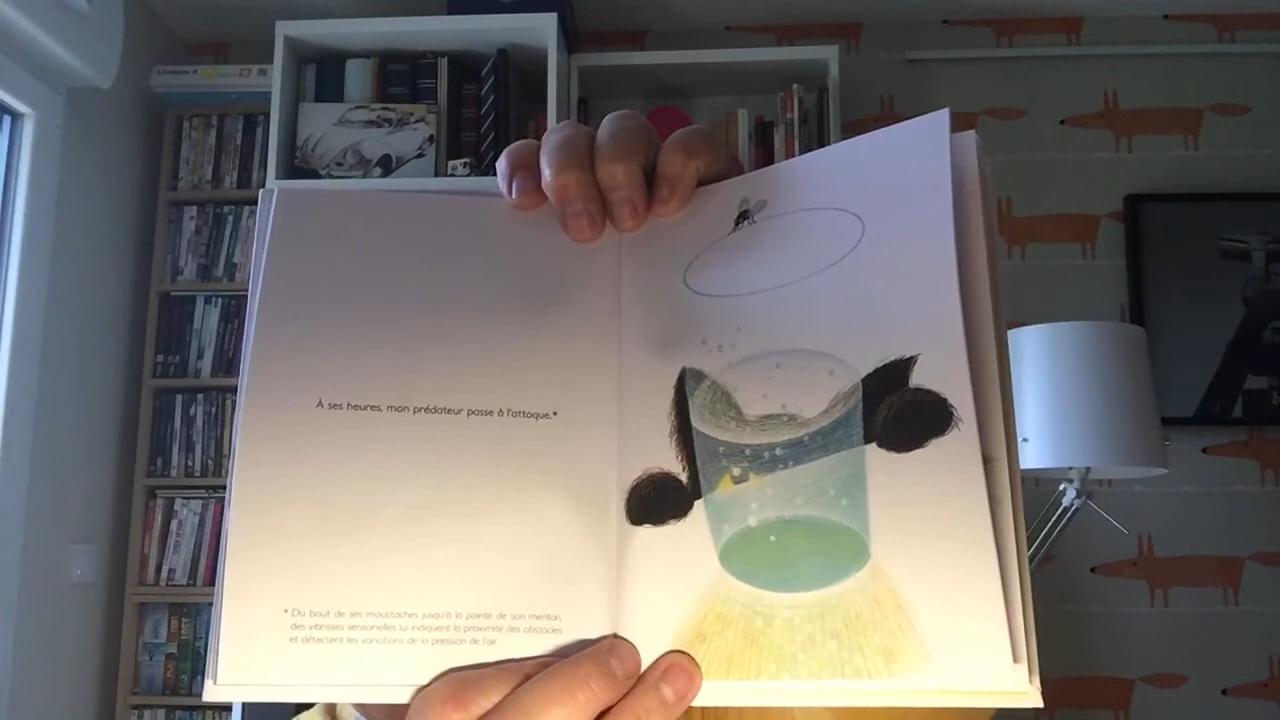 À ses heures, mon prédateur passe à l'attaque.*
* Du bout de ses moustaches jusqu'à la pointe de son menton,
des vibrisses sensorielles lui indiquent la proximité des obstacles
et détectent les variations de la pression de l'air.